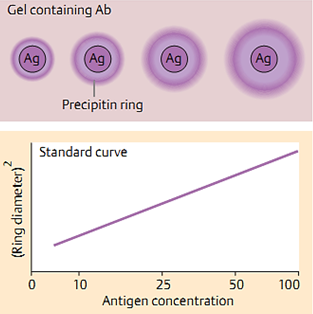 Gel containing Ab
Ag Ag Ag Ag
Precipitin ring
Standard curve
(Ring diameter)²
0 10 25 50 100
Antigen concentration